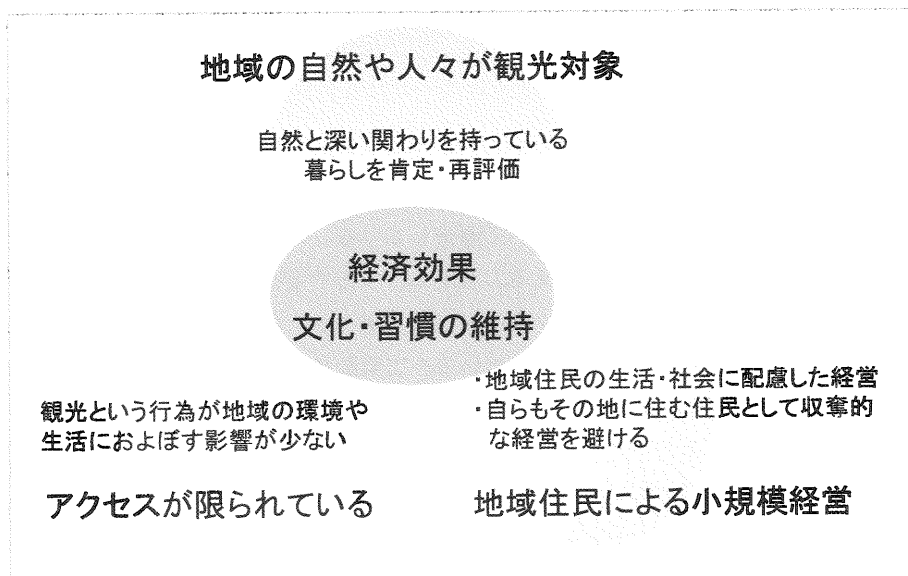 地域の自然や人々が観光対象
自然と深い関わりを持っている
暮らしを肯定・再評価
経済効果
文化・習慣の維持
観光という行為が地域の環境や
生活におよぼす影響が少ない
アクセスが限られている
・地域住民の生活・社会に配慮した経営
・自らもその地に住む住民として収奪的
な経営を避ける
地域住民による小規模経営